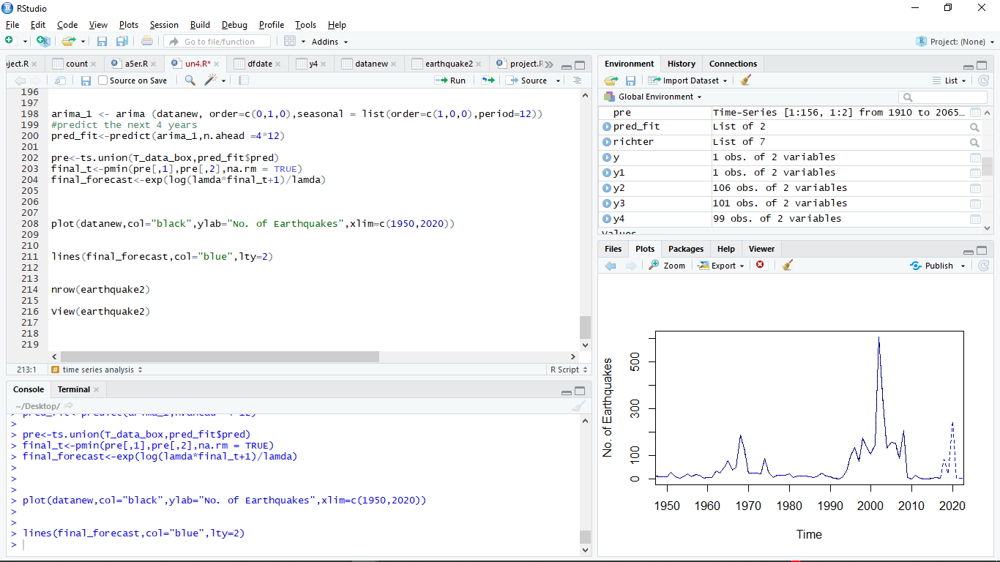 RStudio
File Edit Code View Plots Session Build Debug Profile Tools Help
Go to file/function Addins Project: (None)
ject.R count a5er.R un4.R* dfdate y4 datanew earthquake2 project.R
Source on Save Run Source
196
197
198 arima_1 <- arima (datanew, order=c(0,1,0),seasonal = list(order=c(1,0,0),period=12))
199 #predict the next 4 years
200 pred_fit<-predict(arima_1,n.ahead =4*12)
201
202 pre<-ts.union(T_data_box,pred_fit$pred)
203 final_t<-pmin(pre[,1],pre[,2],na.rm = TRUE)
204 final_forecast<-exp(log(lamda*final_t+1)/lamda)
205
206
207
208 plot(datanew,col="black",ylab="No. of Earthquakes",xlim=c(1950,2020))
209
210
211 lines(final_forecast,col="blue",lty=2)
212
213
214 nrow(earthquake2)
215
216 View(earthquake2)
217
218
219
213:1 # time series analysis R Script
Console Terminal
~/Desktop/
>
> pre<-ts.union(T_data_box,pred_fit$pred)
> final_t<-pmin(pre[,1],pre[,2],na.rm = TRUE)
> final_forecast<-exp(log(lamda*final_t+1)/lamda)
>
>
>
> plot(datanew,col="black",ylab="No. of Earthquakes",xlim=c(1950,2020))
>
>
> lines(final_forecast,col="blue",lty=2)
>
Environment History Connections
Import Dataset List
Global Environment
pre Time-Series [1:156, 1:2] from 1910 to 2065…
pred_fit List of 2
richter List of 7
y 1 obs. of 2 variables
y1 1 obs. of 2 variables
y2 106 obs. of 2 variables
y3 101 obs. of 2 variables
y4 99 obs. of 2 variables
Values
Files Plots Packages Help Viewer
Zoom Export Publish
No. of Earthquakes
500
300
100
0
1950 1960 1970 1980 1990 2000 2010 2020
Time